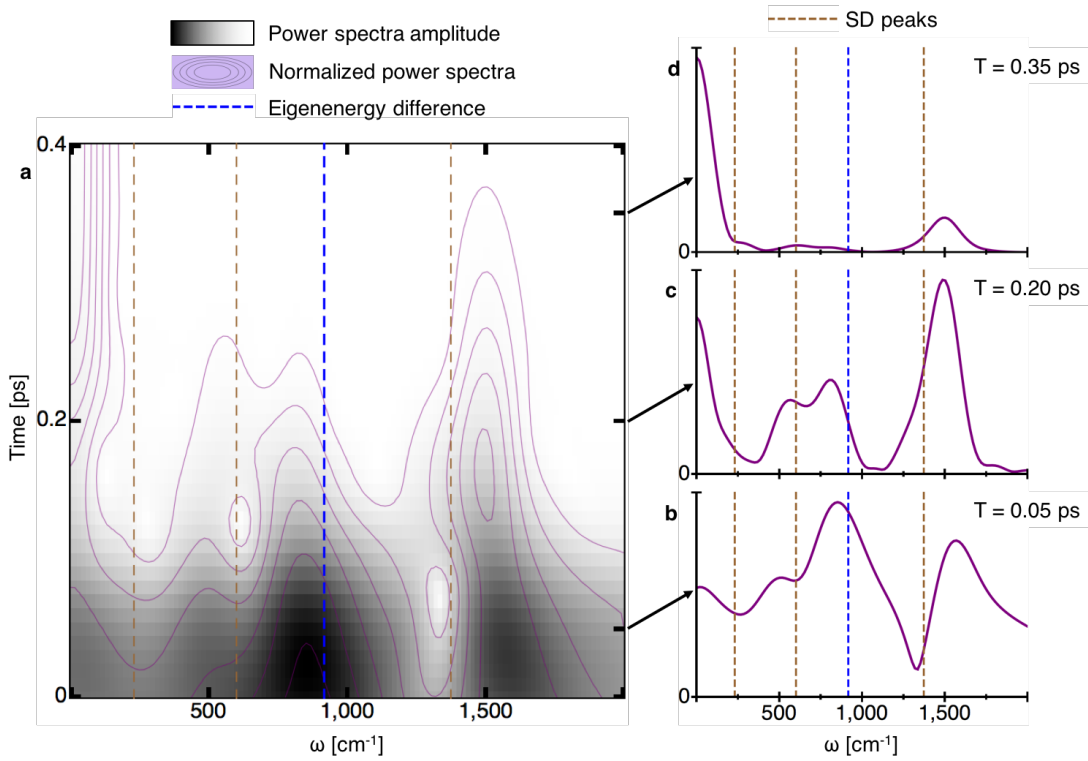 Power spectra amplitude
Normalized power spectra
Eigenenergy difference
SD peaks
a
0.4
0.2
0
Time [ps]
500
1,000
1,500
ω [cm-1]
d
T = 0.35 ps
0
c
T = 0.20 ps
0
b
T = 0.05 ps
0
500
1,000
1,500
ω [cm-1]